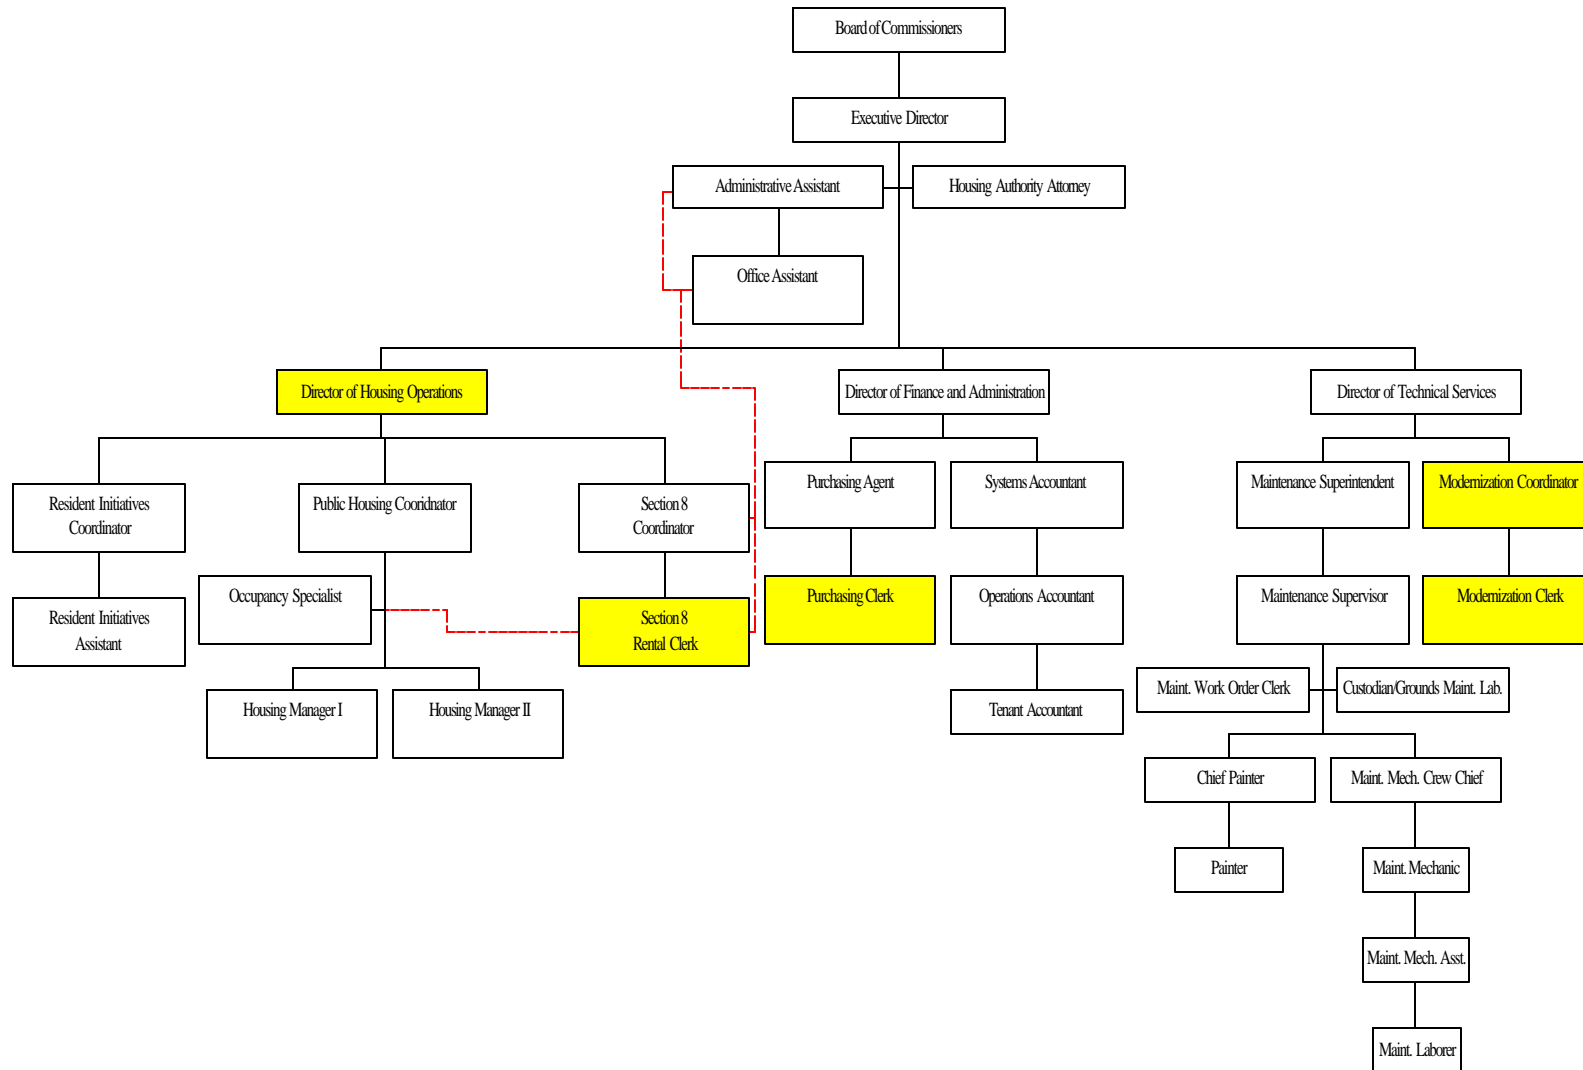 Board of Commissioners
Executive Director
Administrative Assistant
Housing Authority Attorney
Office Assistant
Director of Housing Operations
Director of Finance and Administration
Director of Technical Services
Resident Initiatives
Coordinator
Public Housing Cooridnator
Section 8
Coordinator
Purchasing Agent
Systems Accountant
Maintenance Superintendent
Modernization Coordinator
Resident Initiatives
Assistant
Occupancy Specialist
Section 8
Rental Clerk
Purchasing Clerk
Operations Accountant
Maintenance Supervisor
Modernization Clerk
Housing Manager I
Housing Manager II
Tenant Accountant
Maint. Work Order Clerk
Custodian/Grounds Maint. Lab.
Chief Painter
Maint. Mech. Crew Chief
Painter
Maint. Mechanic
Maint. Mech. Asst.
Maint. Laborer